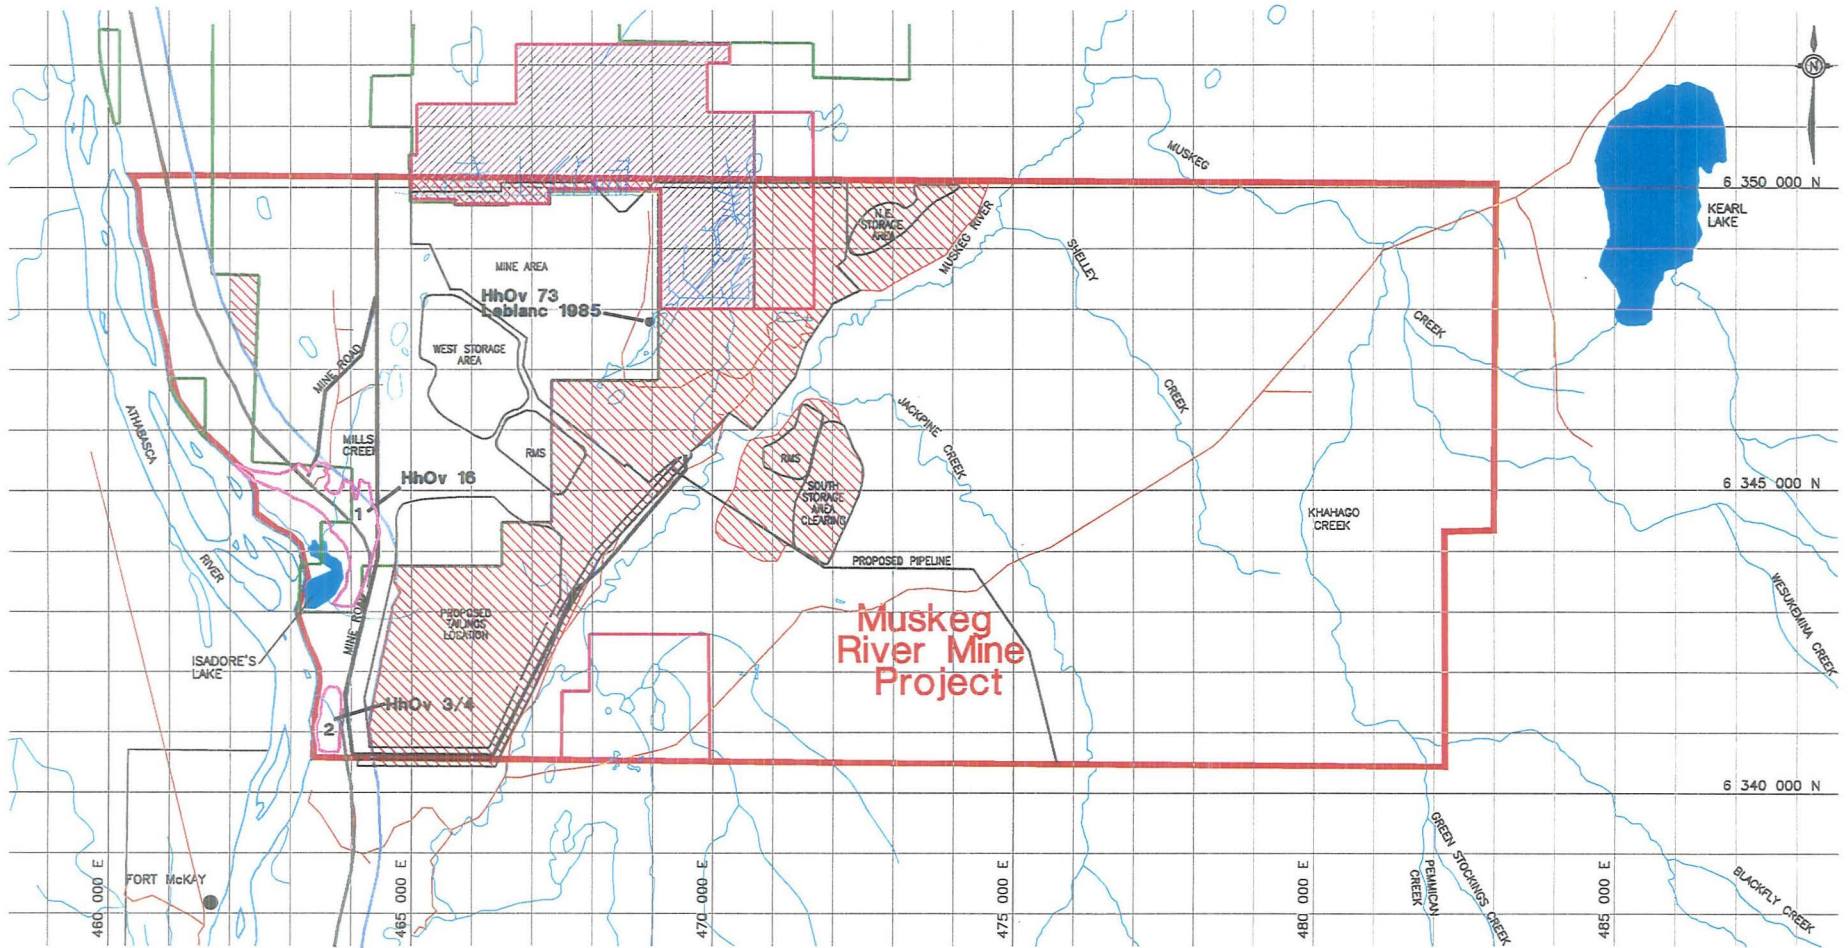 MUSKEG
6 350 000 N
KEARL
LAKE
N.E.
STORAGE
AREA
MUSKEG RIVER
SHELLEY
MINE AREA
HhOv 73
Leblanc 1985
CREEK
WEST STORAGE
AREA
MINE ROAD
ATHABASCA
CREEK
JACKPINE CREEK
MILLS
CREEK
RMS
RMS
HhOv 16
1
SOUTH
STORAGE
AREA
CLEARING
6 345 000 N
KHAHAGO
CREEK
RIVER
PROPOSED PIPELINE
WESUKEMINA CREEK
MINE ROAD
PROPOSED
TAILINGS
LOCATION
Muskeg
River Mine
Project
ISADORE'S
LAKE
HhOv 3/4
2
6 340 000 N
GREEN STOCKINGS CREEK
PEMMICAN
CREEK
BLACKFLY CREEK
FORT McKAY
460 000 E
465 000 E
470 000 E
475 000 E
480 000 E
485 000 E
N